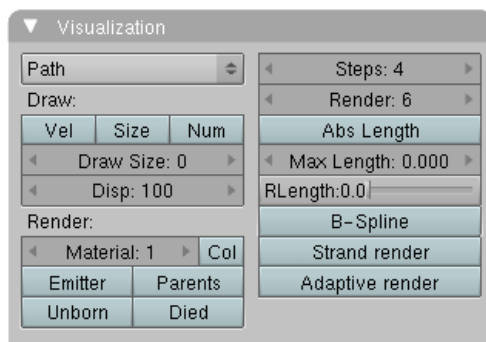 Visualization
Path
Draw:
Vel Size Num
Draw Size: 0
Disp: 100
Render:
Material: 1 Col
Emitter Parents
Unborn Died
Steps: 4
Render: 6
Abs Length
Max Length: 0.000
RLength:0.0
B-Spline
Strand render
Adaptive render